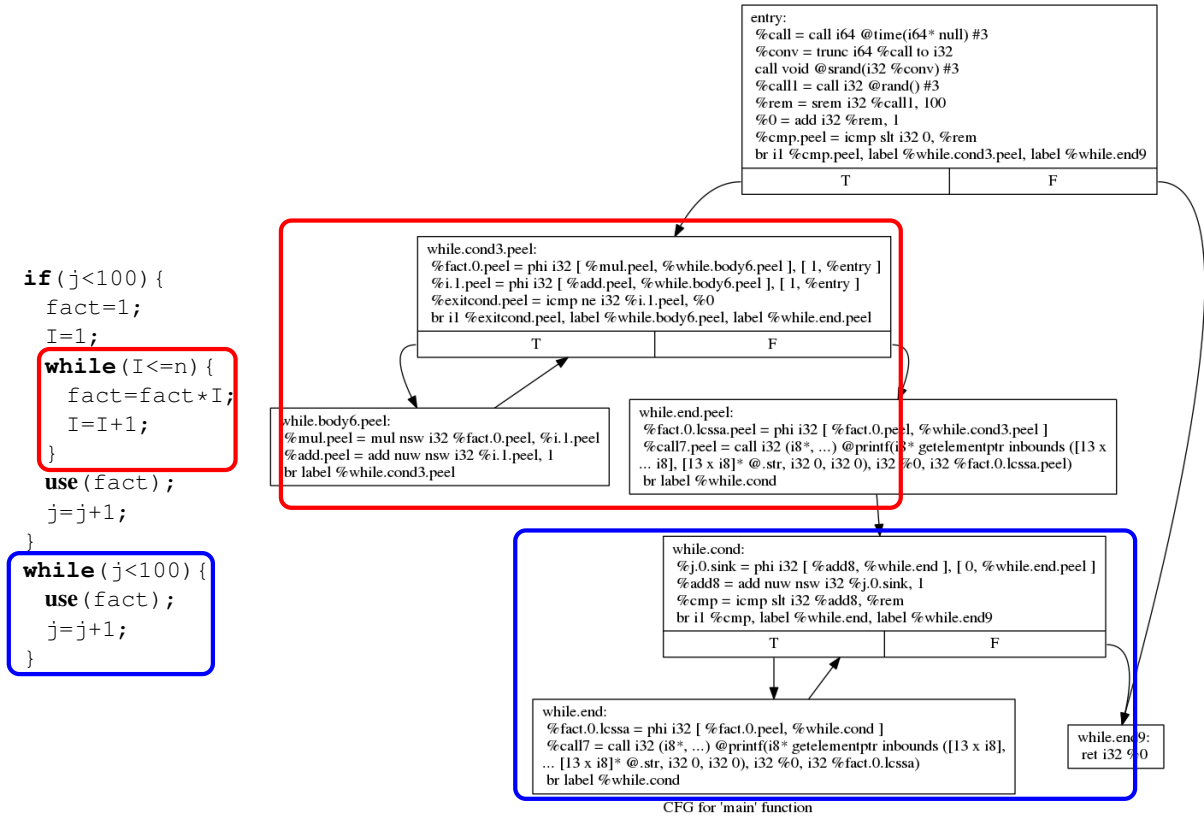 if(j<100){
fact=1;
I=1;
while(I<=n){
fact=fact*I;
I=I+1;
}
use(fact);
j=j+1;
}
while(j<100){
use(fact);
j=j+1;
}
entry:
%call = call i64 @time(i64* null) #3
%conv = trunc i64 %call to i32
call void @srand(i32 %conv) #3
%call1 = call i32 @rand() #3
%rem = srem i32 %call1, 100
%0 = add i32 %rem, 1
%cmp.peel = icmp slt i32 0, %rem
br i1 %cmp.peel, label %while.cond3.peel, label %while.end9
T F
while.cond3.peel:
%fact.0.peel = phi i32 [ %mul.peel, %while.body6.peel ], [ 1, %entry ]
%i.1.peel = phi i32 [ %add.peel, %while.body6.peel ], [ 1, %entry ]
%exitcond.peel = icmp ne i32 %i.1.peel, %0
br i1 %exitcond.peel, label %while.body6.peel, label %while.end.peel
T F
while.body6.peel:
%mul.peel = mul nsw i32 %fact.0.peel, %i.1.peel
%add.peel = add nuw nsw i32 %i.1.peel, 1
br label %while.cond3.peel
while.end.peel:
%fact.0.lcssa.peel = phi i32 [ %fact.0.peel, %while.cond3.peel ]
%call7.peel = call i32 (i8*, ...) @printf(i8* getelementptr inbounds ([13 x
... i8], [13 x i8]* @.str, i32 0, i32 0), i32 %0, i32 %fact.0.lcssa.peel)
br label %while.cond
while.cond:
%j.0.sink = phi i32 [ %add8, %while.end ], [ 0, %while.end.peel ]
%add8 = add nuw nsw i32 %j.0.sink, 1
%cmp = icmp slt i32 %add8, %rem
br i1 %cmp, label %while.end, label %while.end9
T F
while.end:
%fact.0.lcssa = phi i32 [ %fact.0.peel, %while.cond ]
%call7 = call i32 (i8*, ...) @printf(i8* getelementptr inbounds ([13 x i8],
... [13 x i8]* @.str, i32 0, i32 0), i32 %0, i32 %fact.0.lcssa)
br label %while.cond
while.end9:
ret i32 %0
CFG for 'main' function